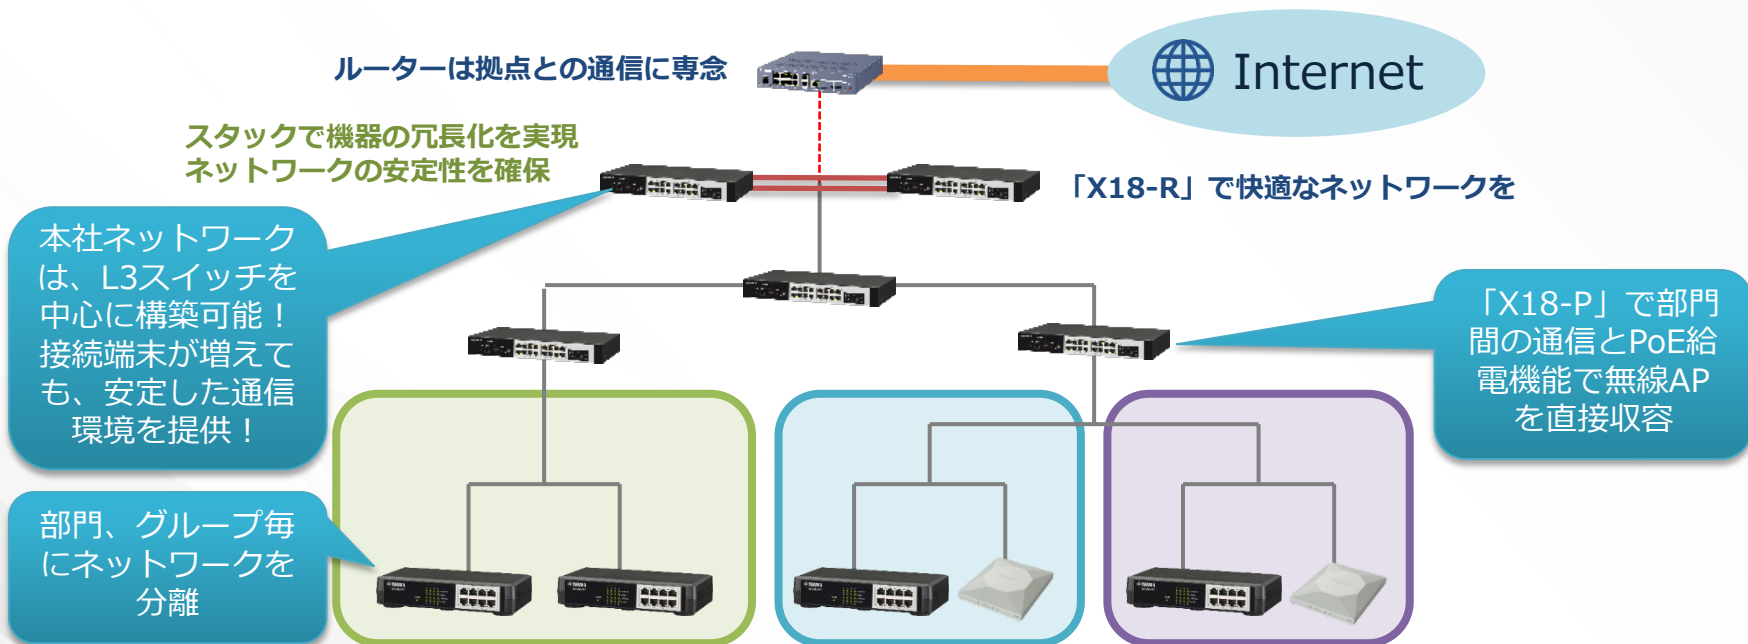 ルーターは拠点との通信に専念
Internet
スタックで機器の冗長化を実現
ネットワークの安定性を確保
「X18-R」で快適なネットワークを
本社ネットワーク
は、L3スイッチを
中心に構築可能！
接続端末が増えて
も、安定した通信
環境を提供！
「X18-P」で部門
間の通信とPoE給
電機能で無線AP
を直接収容
部門、グループ毎
にネットワークを
分離
YAMAHA
YAMAHA
YAMAHA
YAMAHA